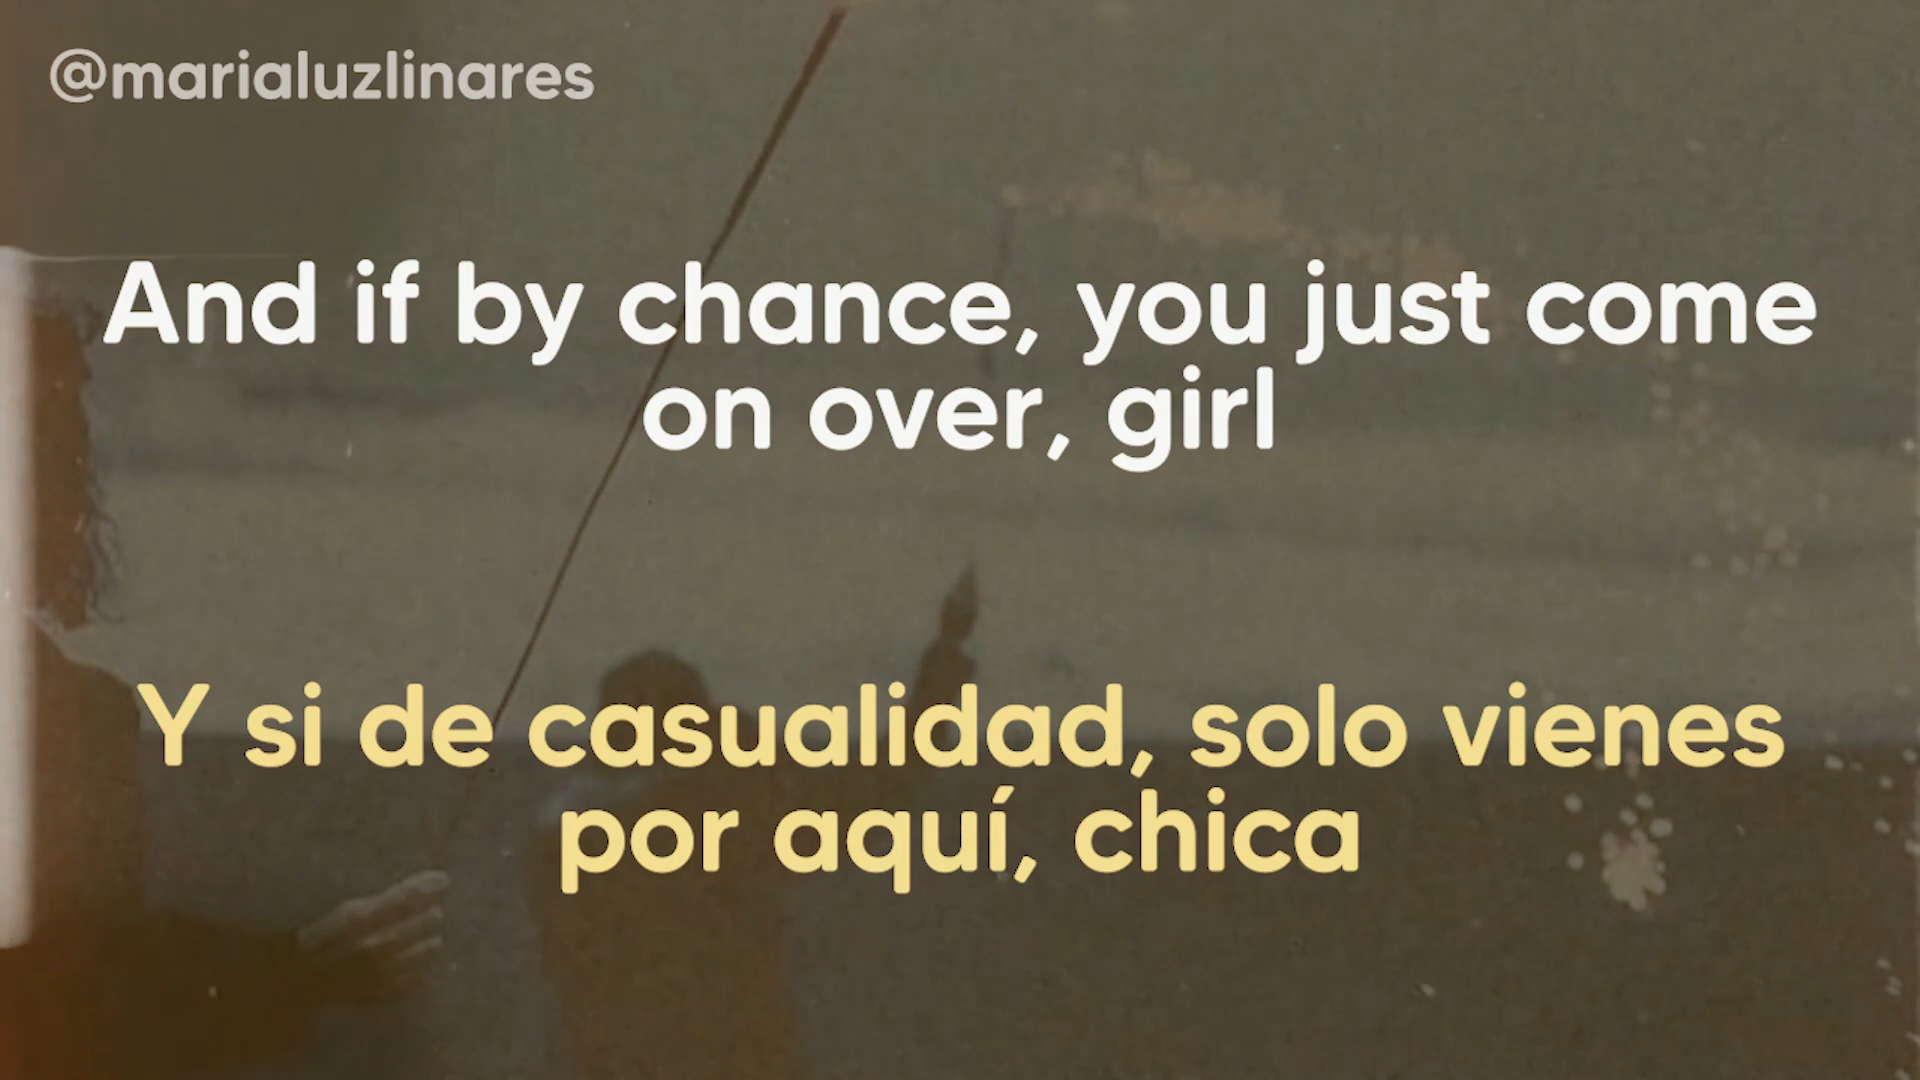 @marialuzlinares
And if by chance, you just come
on over, girl
Y si de casualidad, solo vienes
por aquí, chica